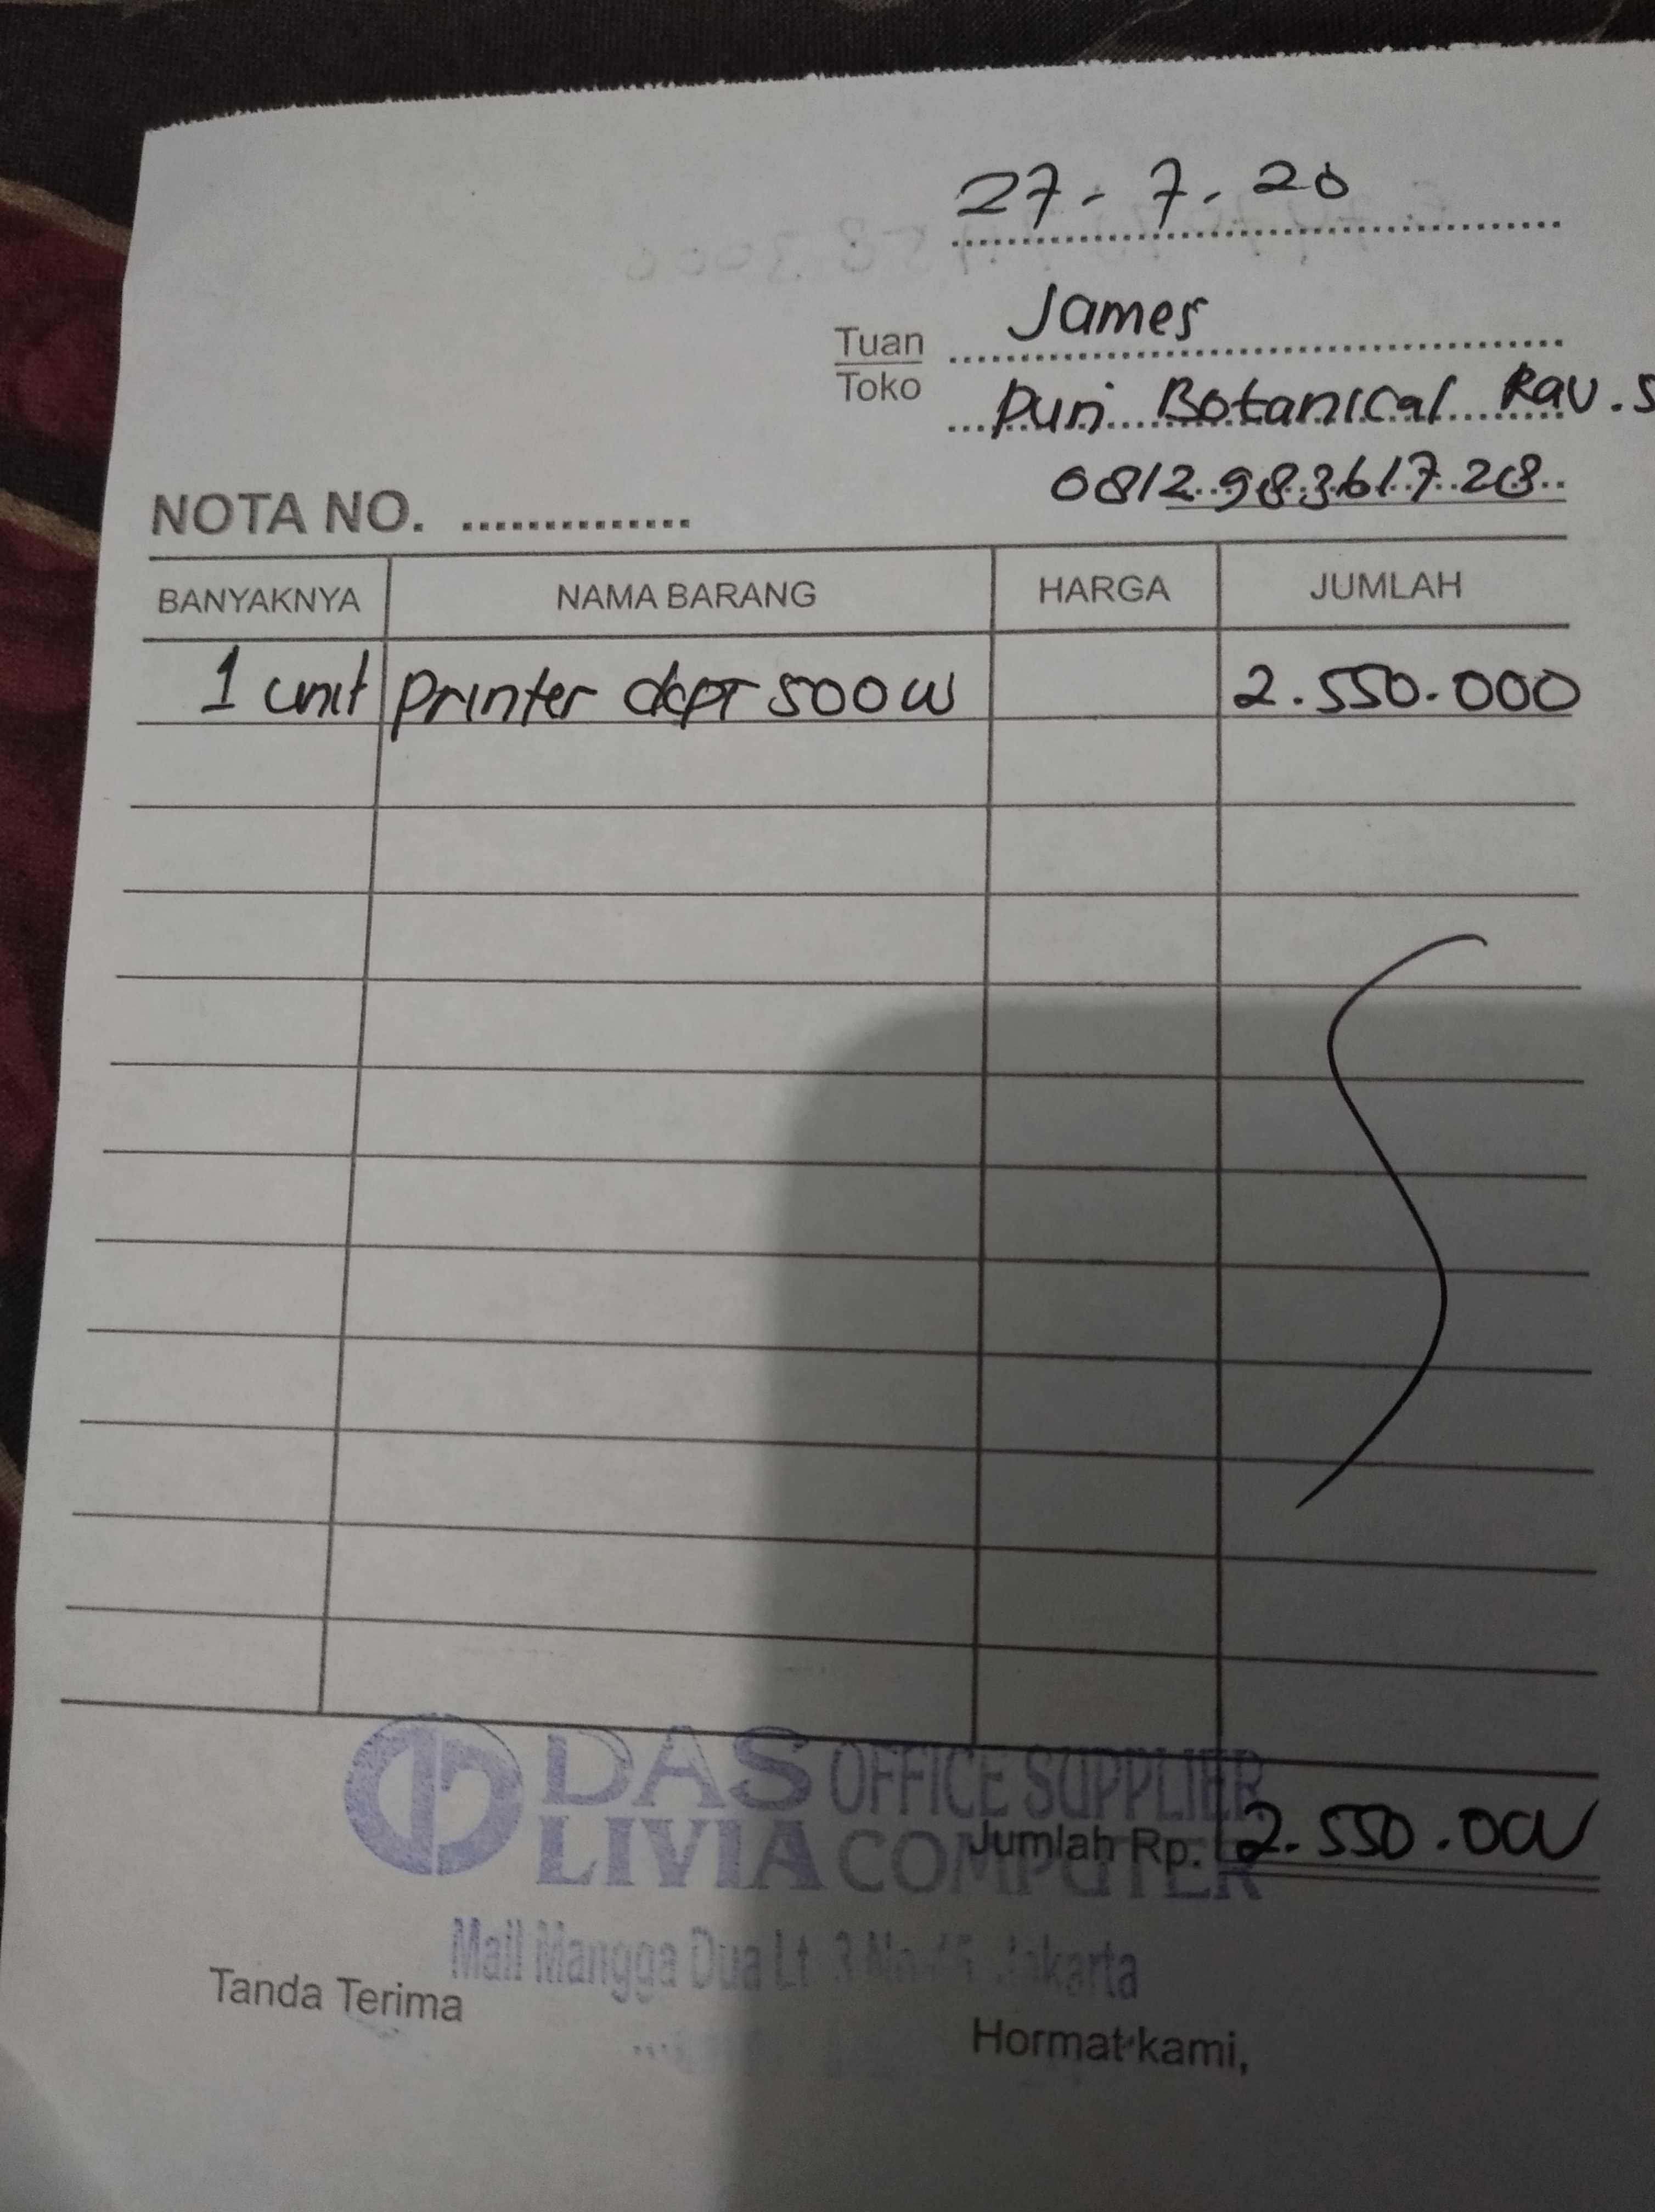 27-7-20
Tuan James
Toko Puri Botanical Kav. S
0812 983617 28
NOTA NO. ..............
BANYAKNYA NAMA BARANG HARGA JUMLAH
1 unit printer dcpT 500W 2.550.000
DAS OFFICE SUPPLIER
LIVIA COMPUTER
Jumlah Rp. 2.550.000
Mall Mangga Dua Lt. 3 No. Jakarta
Tanda Terima
Hormat kami,